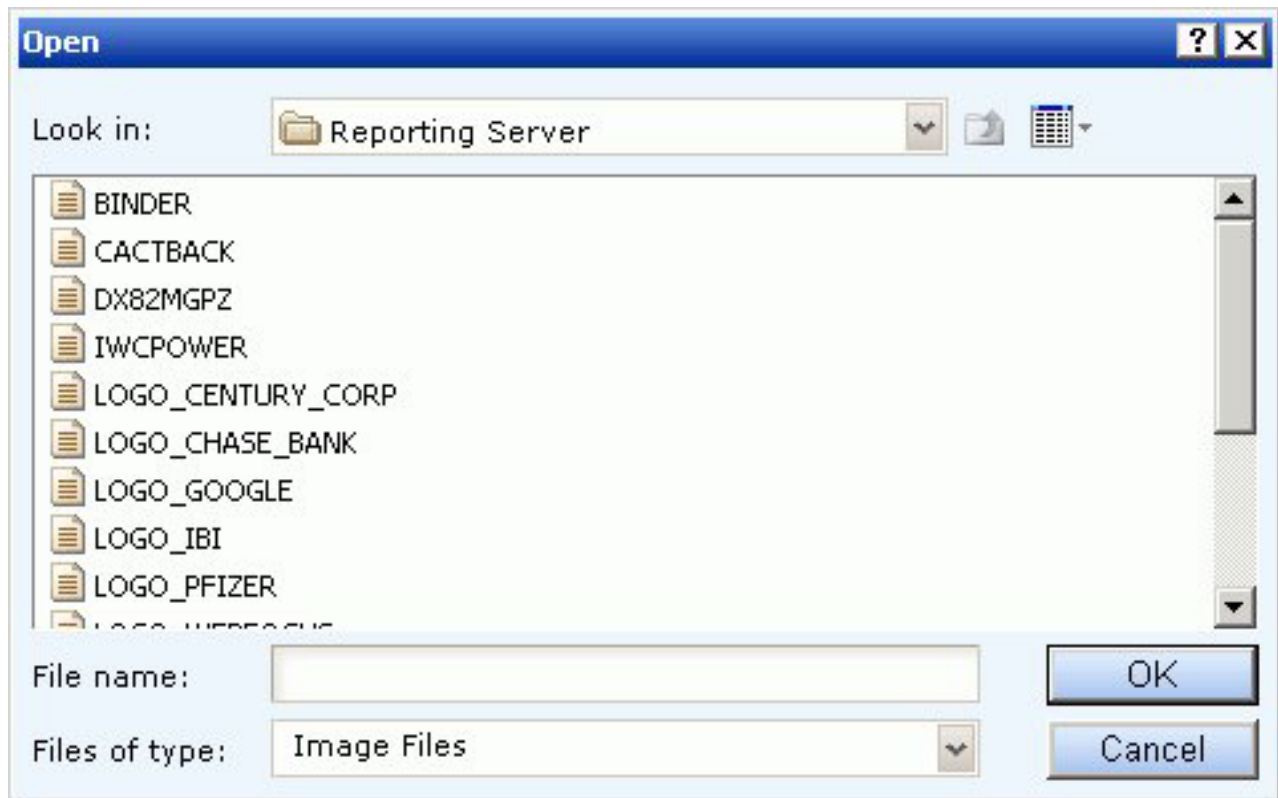 Open
Look in: Reporting Server
BINDER
CACTBACK
DX82MGPZ
IWCPOWER
LOGO_CENTURY_CORP
LOGO_CHASE_BANK
LOGO_GOOGLE
LOGO_IBI
LOGO_PFIZER
File name:
OK
Files of type: Image Files
Cancel